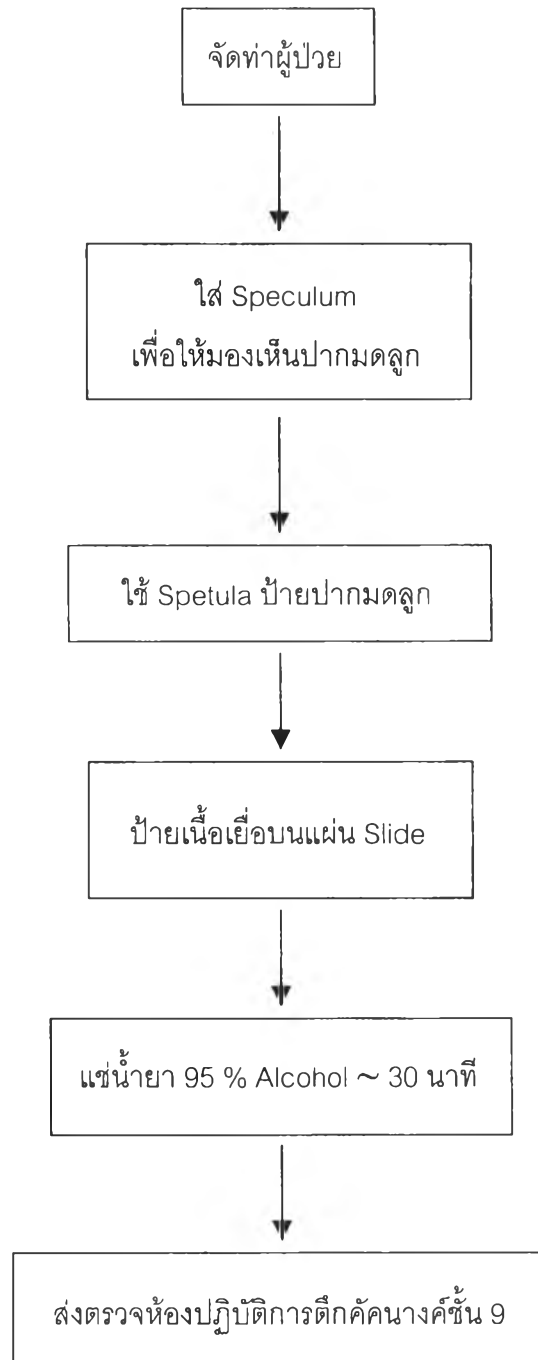 จัดท่าผู้ป่วย
ใส่ Speculum
เพื่อให้มองเห็นปากมดลูก
ใช้ Spetula ป้ายปากมดลูก
ป้ายเนื้อเยื่อบนแผ่น Slide
แช่น้ำยา 95 % Alcohol ~ 30 นาที
ส่งตรวจห้องปฏิบัติการตึกคัคนางค์ชั้น 9